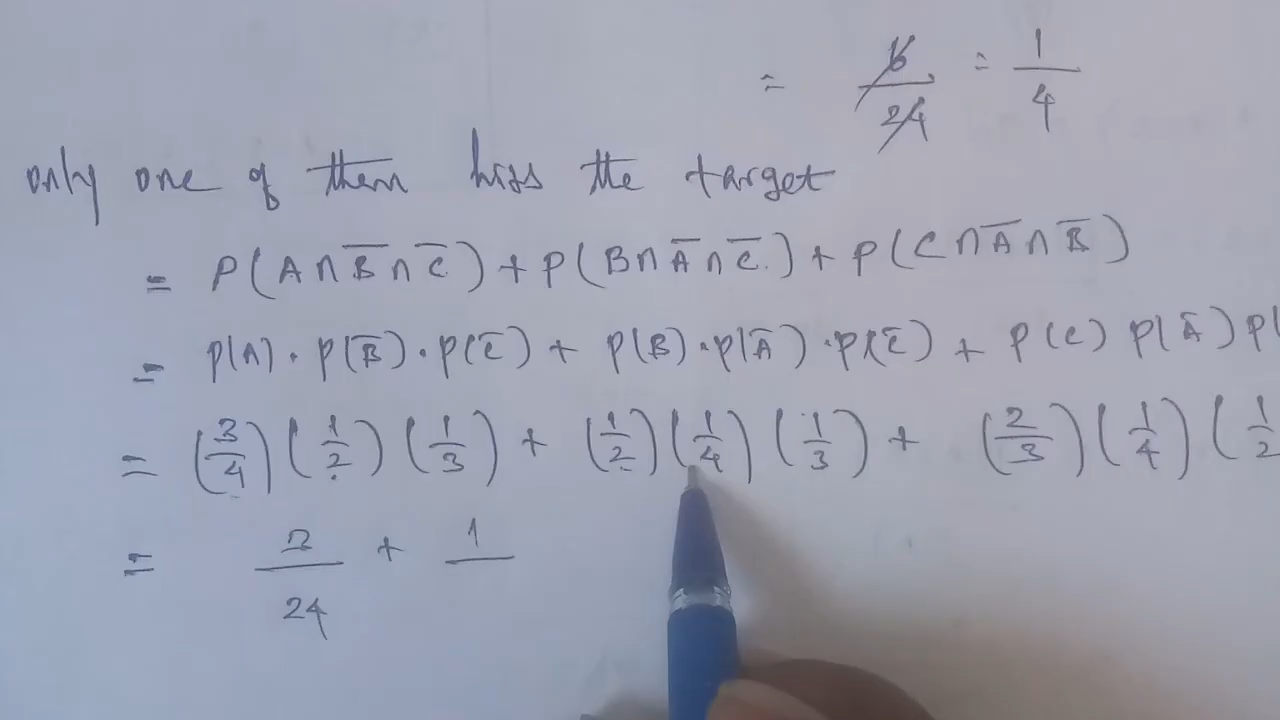 = 6/24 = 1/4
only one of them hits the target
= P(A∩B̅∩C̅) + P(B∩A̅∩C̅) + P(C∩A̅∩B̅)
= P(A)·P(B̅)·P(C̅) + P(B)·P(A̅)·P(C̅) + P(C) P(A̅) P(
= (3/4)(1/2)(1/3) + (1/2)(1/4)(1/3) + (2/3)(1/4)(1/2
= 3/24 + 1/